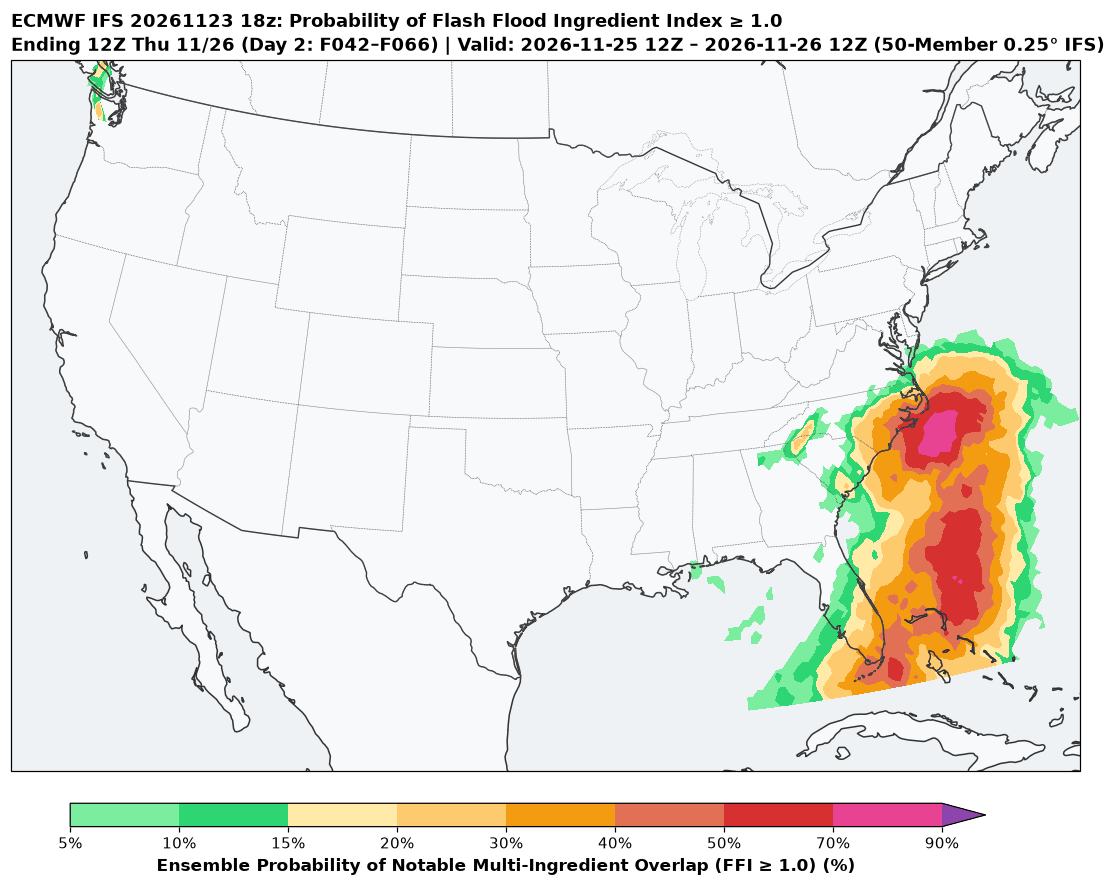 ECMWF IFS 20261123 18z: Probability of Flash Flood Ingredient Index ≥ 1.0
Ending 12Z Thu 11/26 (Day 2: F042–F066) | Valid: 2026-11-25 12Z – 2026-11-26 12Z (50-Member 0.25° IFS)
5% 10% 15% 20% 30% 40% 50% 70% 90%
Ensemble Probability of Notable Multi-Ingredient Overlap (FFI ≥ 1.0) (%)